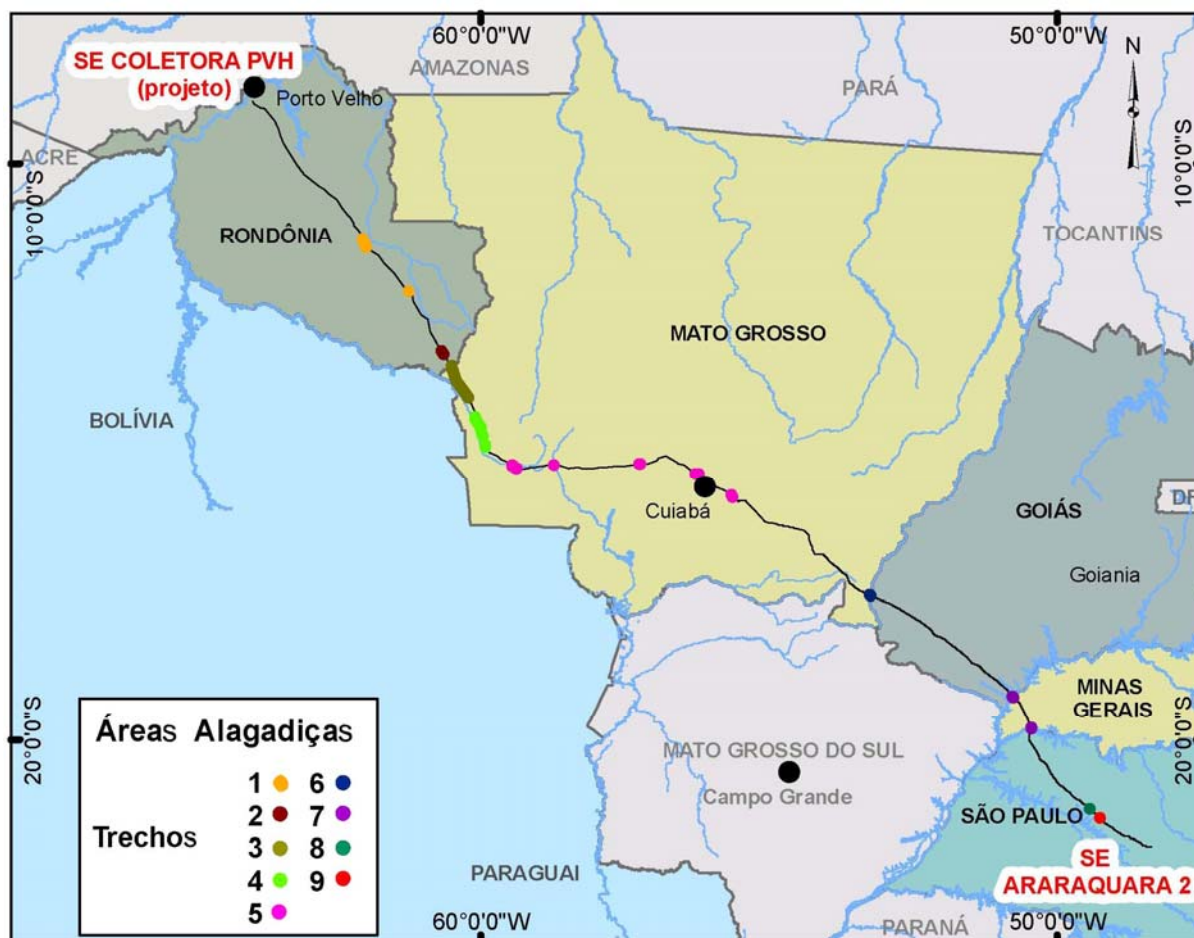 60°0'0"W
50°0'0"W
SE COLETORA PVH
(projeto)
Porto Velho
AMAZONAS
PARÁ
N
ACRE
10°0'0"S
10°0'0"S
RONDÔNIA
TOCANTINS
MATO GROSSO
BOLÍVIA
Cuiabá
GOIÁS
DF
Goiania
MINAS
GERAIS
20°0'0"S
20°0'0"S
MATO GROSSO DO SUL
Campo Grande
SÃO PAULO
SE
ARARAQUARA 2
PARAGUAI
PARANÁ
60°0'0"W
50°0'0"W
Áreas Alagadiças
Trechos
1 6
2 7
3 8
4 9
5